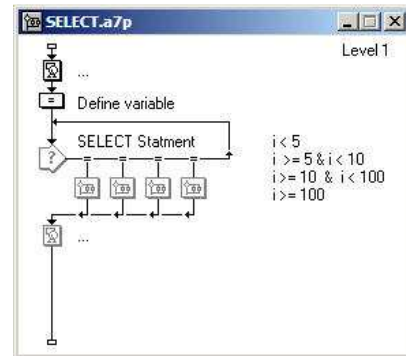 SELECT.a7p
Level 1
...
Define variable
SELECT Statment
i < 5
i >= 5 & i < 10
i >= 10 & i < 100
i >= 100
...